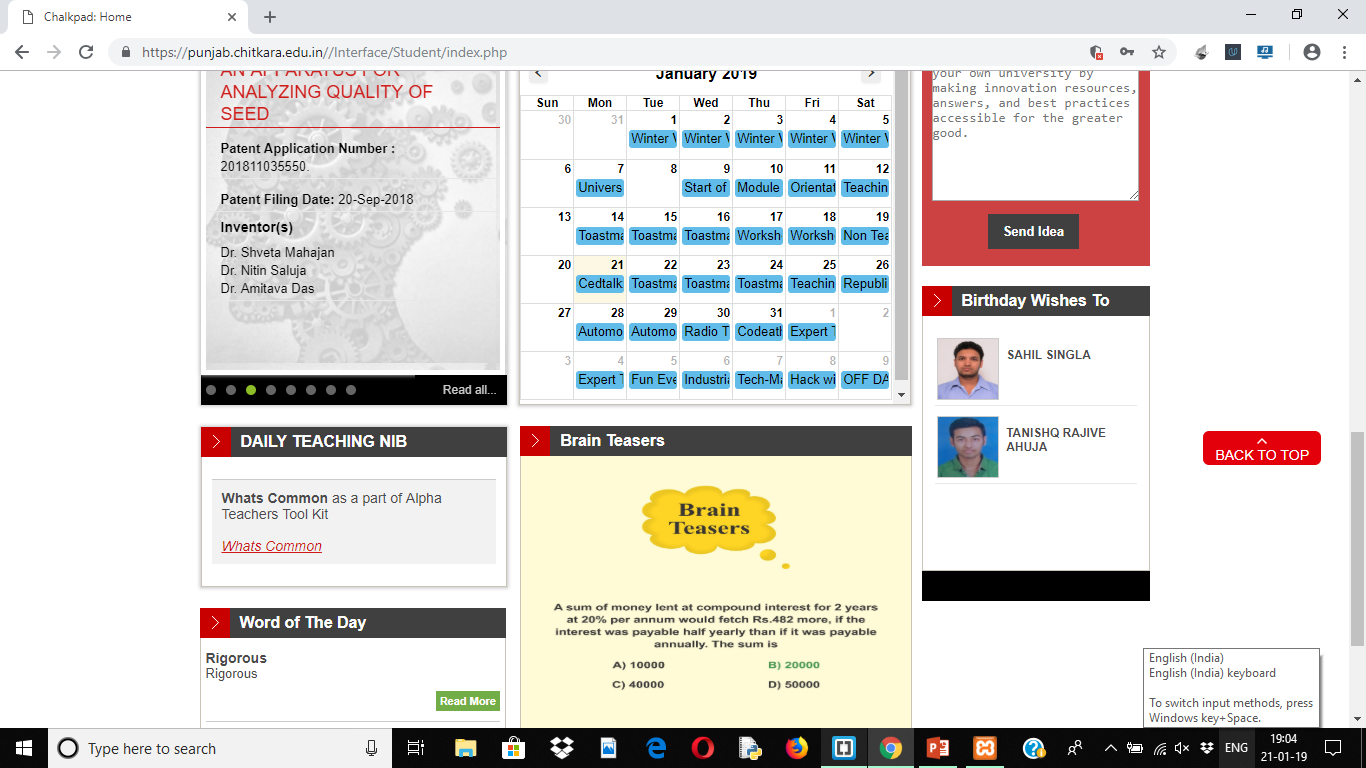 Chalkpad: Home
https://punjab.chitkara.edu.in//Interface/Student/index.php
AN APPARATUS FOR
ANALYZING QUALITY OF
SEED
Patent Application Number :
201811035550.
Patent Filing Date: 20-Sep-2018
Inventor(s)
Dr. Shveta Mahajan
Dr. Nitin Saluja
Dr. Amitava Das
Read all...
January 2019
Sun Mon Tue Wed Thu Fri Sat
30 31 1 2 3 4 5
Winter V Winter V Winter V Winter V Winter V
6 7 8 9 10 11 12
Univers Start of Module Orientat Teachin
13 14 15 16 17 18 19
Toastma Toastma Toastma Worksh Worksh Non Tea
20 21 22 23 24 25 26
Cedtalk Toastma Toastma Toastma Teachin Republi
27 28 29 30 31 1 2
Automo Automo Radio T Codeath Expert T
3 4 5 6 7 8 9
Expert T Fun Eve Industria Tech-Ma Hack wi OFF DA
your own university by
making innovation resources,
answers, and best practices
accessible for the greater
good.
Send Idea
Birthday Wishes To
SAHIL SINGLA
TANISHQ RAJIVE
AHUJA
BACK TO TOP
DAILY TEACHING NIB
Whats Common as a part of Alpha
Teachers Tool Kit
Whats Common
Word of The Day
Rigorous
Rigorous
Read More
Brain Teasers
Brain
Teasers
A sum of money lent at compound interest for 2 years
at 20% per annum would fetch Rs.482 more, if the
interest was payable half yearly than if it was payable
annually. The sum is
A) 10000 B) 20000
C) 40000 D) 50000
English (India)
English (India) keyboard
To switch input methods, press
Windows key+Space.
Type here to search
ENG
19:04
21-01-19